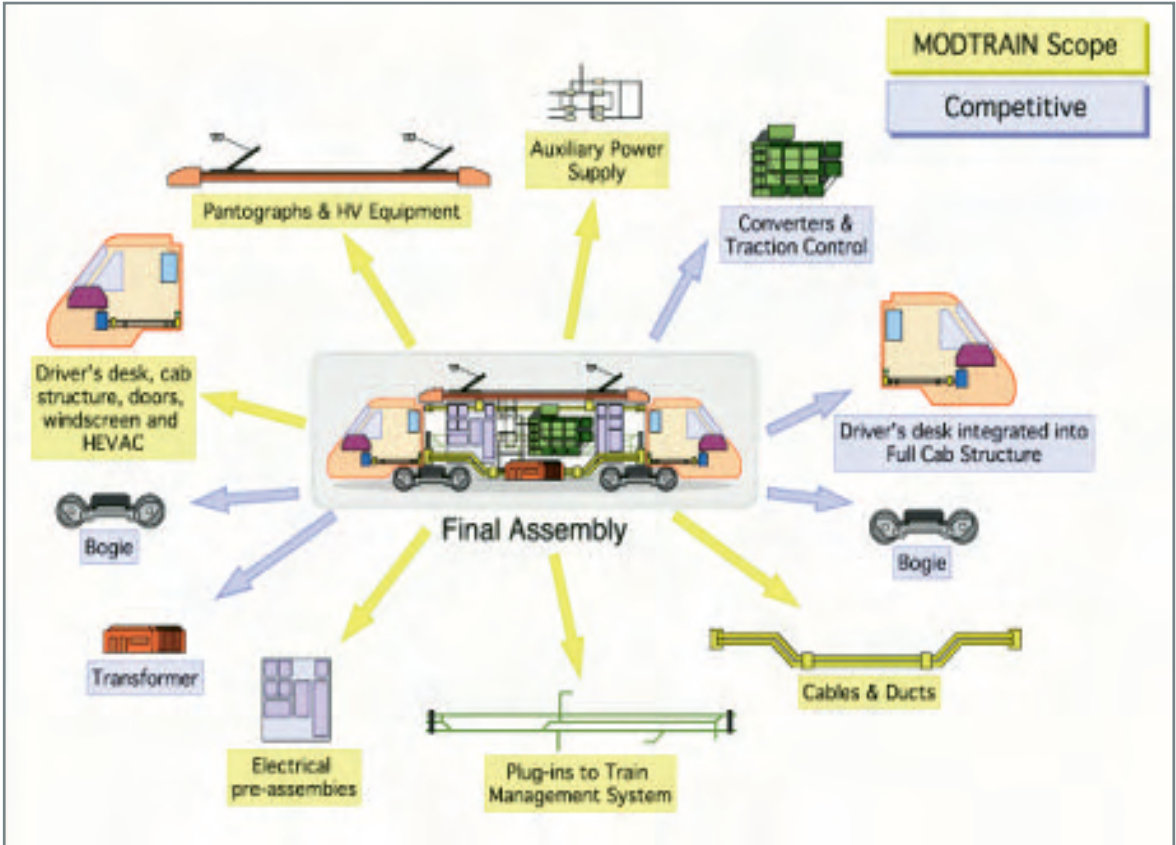 MODTRAIN Scope
Competitive
Auxiliary Power
Supply
Pantographs & HV Equipment
Converters &
Traction Control
Driver's desk, cab
structure, doors,
windscreen and
HEVAC
Driver's desk integrated into
Full Cab Structure
Final Assembly
Bogie
Bogie
Transformer
Cables & Ducts
Electrical
pre-assembies
Plug-ins to Train
Management System